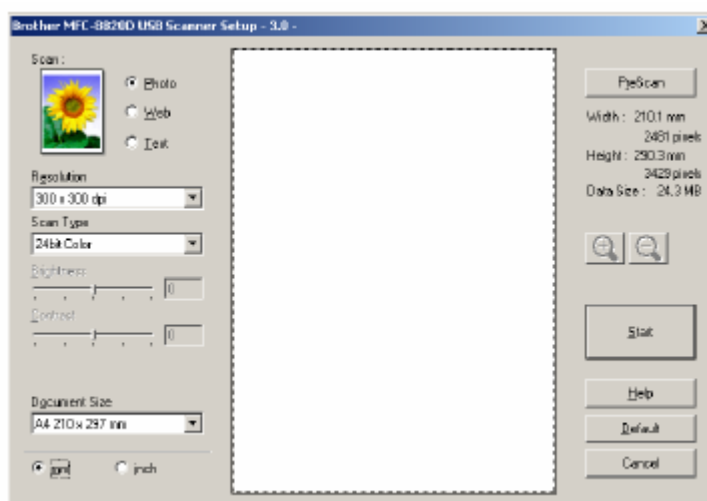 Brother MFC-8820D USB Scanner Setup - 3.0 -
Scan :
Photo
Web
Text
Resolution
300 x 300 dpi
Scan Type
24bit Color
Brightness
0
Contrast
0
Document Size
A4 210 x 297 mm
mm
inch
PreScan
Width : 210.1 mm
2481 pixels
Height : 290.3 mm
3429 pixels
Data Size : 24.3 MB
Start
Help
Default
Cancel